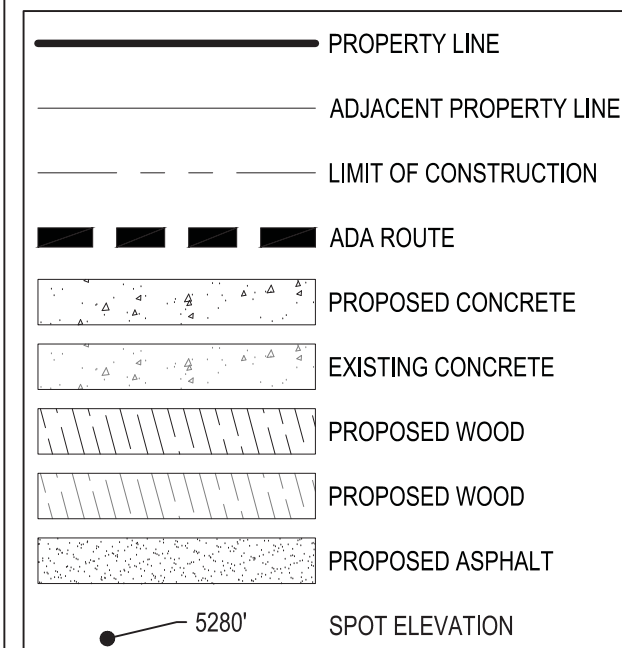 PROPERTY LINE
ADJACENT PROPERTY LINE
LIMIT OF CONSTRUCTION
ADA ROUTE
PROPOSED CONCRETE
EXISTING CONCRETE
PROPOSED WOOD
PROPOSED WOOD
PROPOSED ASPHALT
5280' SPOT ELEVATION